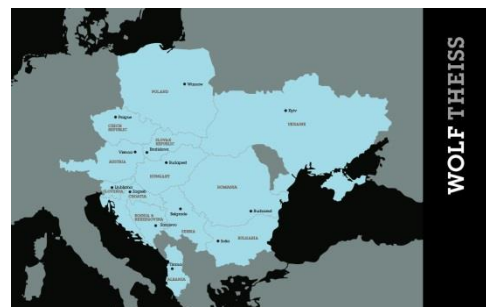 Warsaw
POLAND
Kyiv
UKRAINE
Prague
CZECH
REPUBLIC
SLOVAK
REPUBLIC
Bratislava
Vienna
AUSTRIA
Budapest
HUNGARY
Ljubljana
SLOVENIA
Zagreb
CROATIA
ROMANIA
Bucharest
BOSNIA &
HERZEGOVINA
Belgrade
Sarajevo
SERBIA
Sofia
BULGARIA
Tirana
ALBANIA
WOLF THEISS